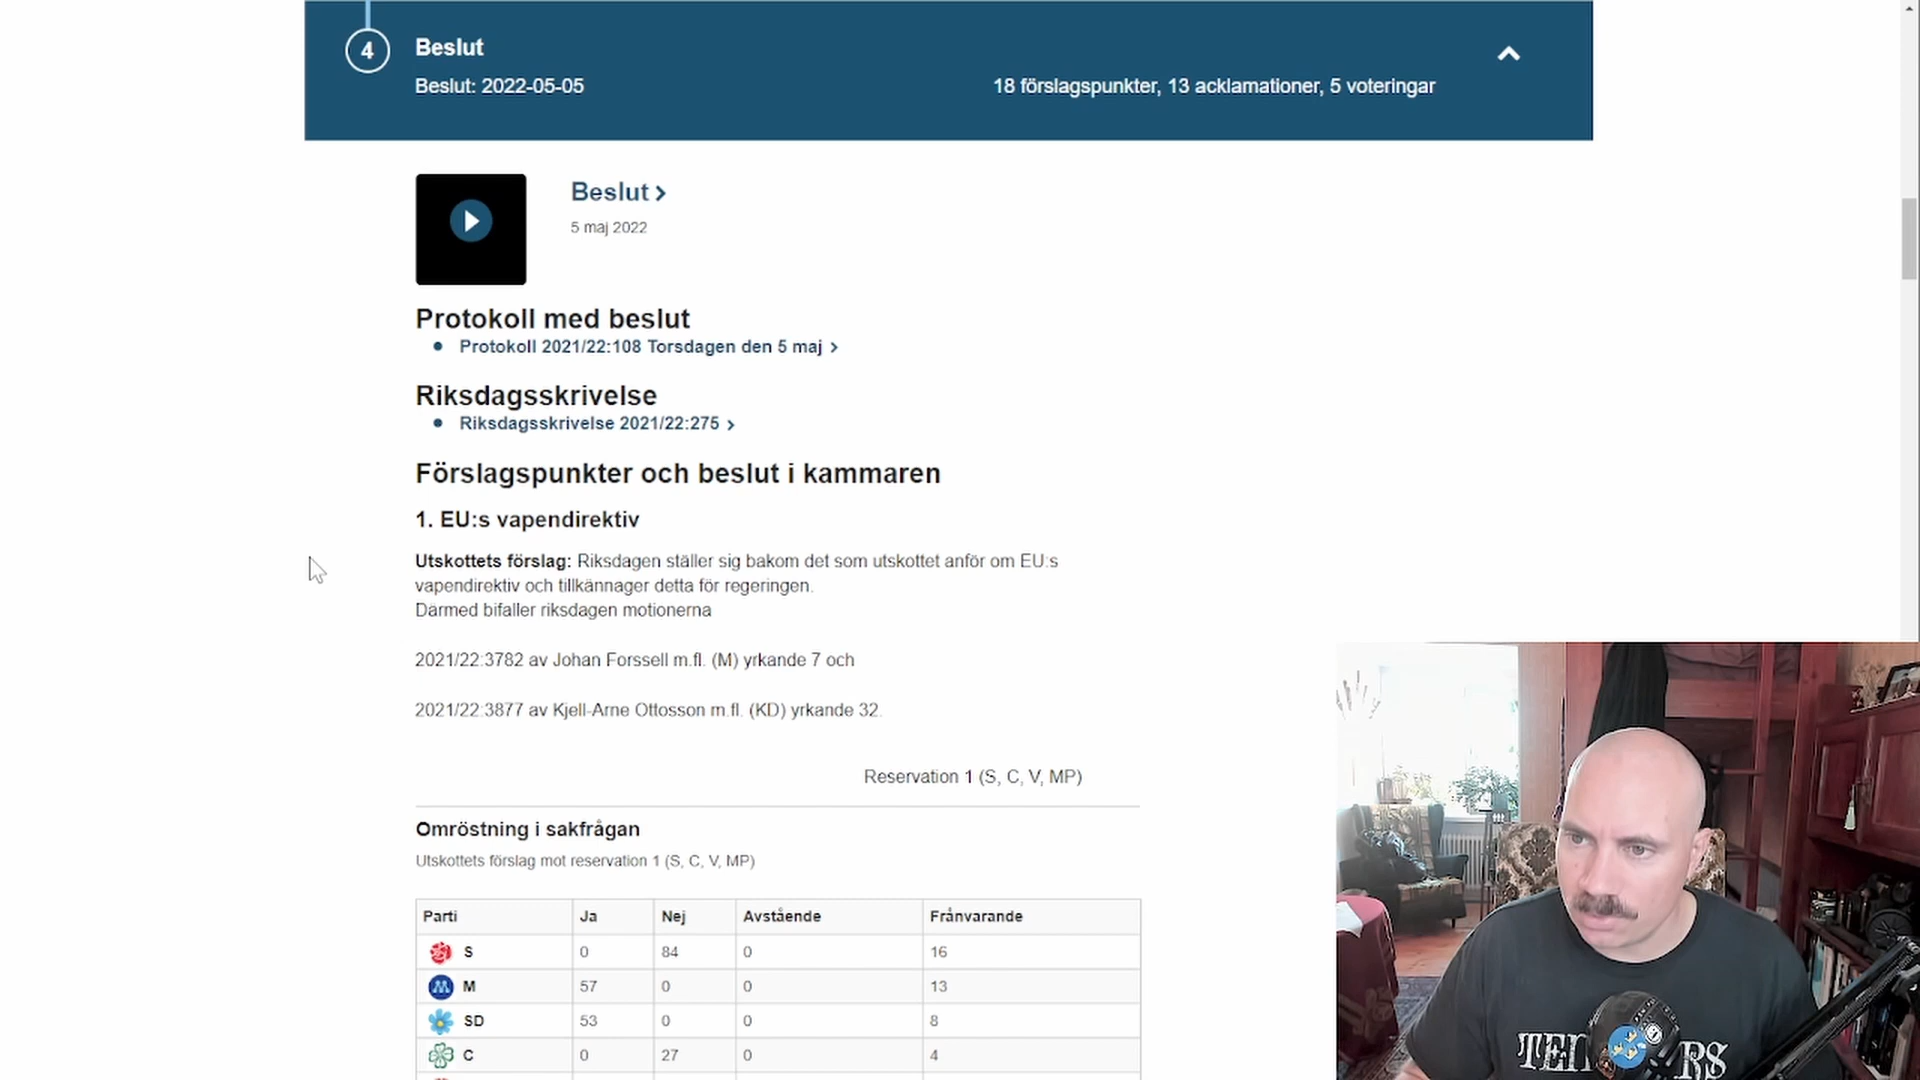 4
Beslut
Beslut: 2022-05-05
18 förslagspunkter, 13 acklamationer, 5 voteringar
Beslut
5 maj 2022
Protokoll med beslut
Protokoll 2021/22:108 Torsdagen den 5 maj
Riksdagsskrivelse
Riksdagsskrivelse 2021/22:275
Förslagspunkter och beslut i kammaren
1. EU:s vapendirektiv
Utskottets förslag: Riksdagen ställer sig bakom det som utskottet anför om EU:s
vapendirektiv och tillkännager detta för regeringen.
Därmed bifaller riksdagen motionerna
2021/22:3782 av Johan Forssell m.fl. (M) yrkande 7 och
2021/22:3877 av Kjell-Arne Ottosson m.fl. (KD) yrkande 32.
Reservation 1 (S, C, V, MP)
Omröstning i sakfrågan
Utskottets förslag mot reservation 1 (S, C, V, MP)
Parti Ja Nej Avstående Frånvarande
S 0 84 0 16
M 57 0 0 13
SD 53 0 0 8
C 0 27 0 4